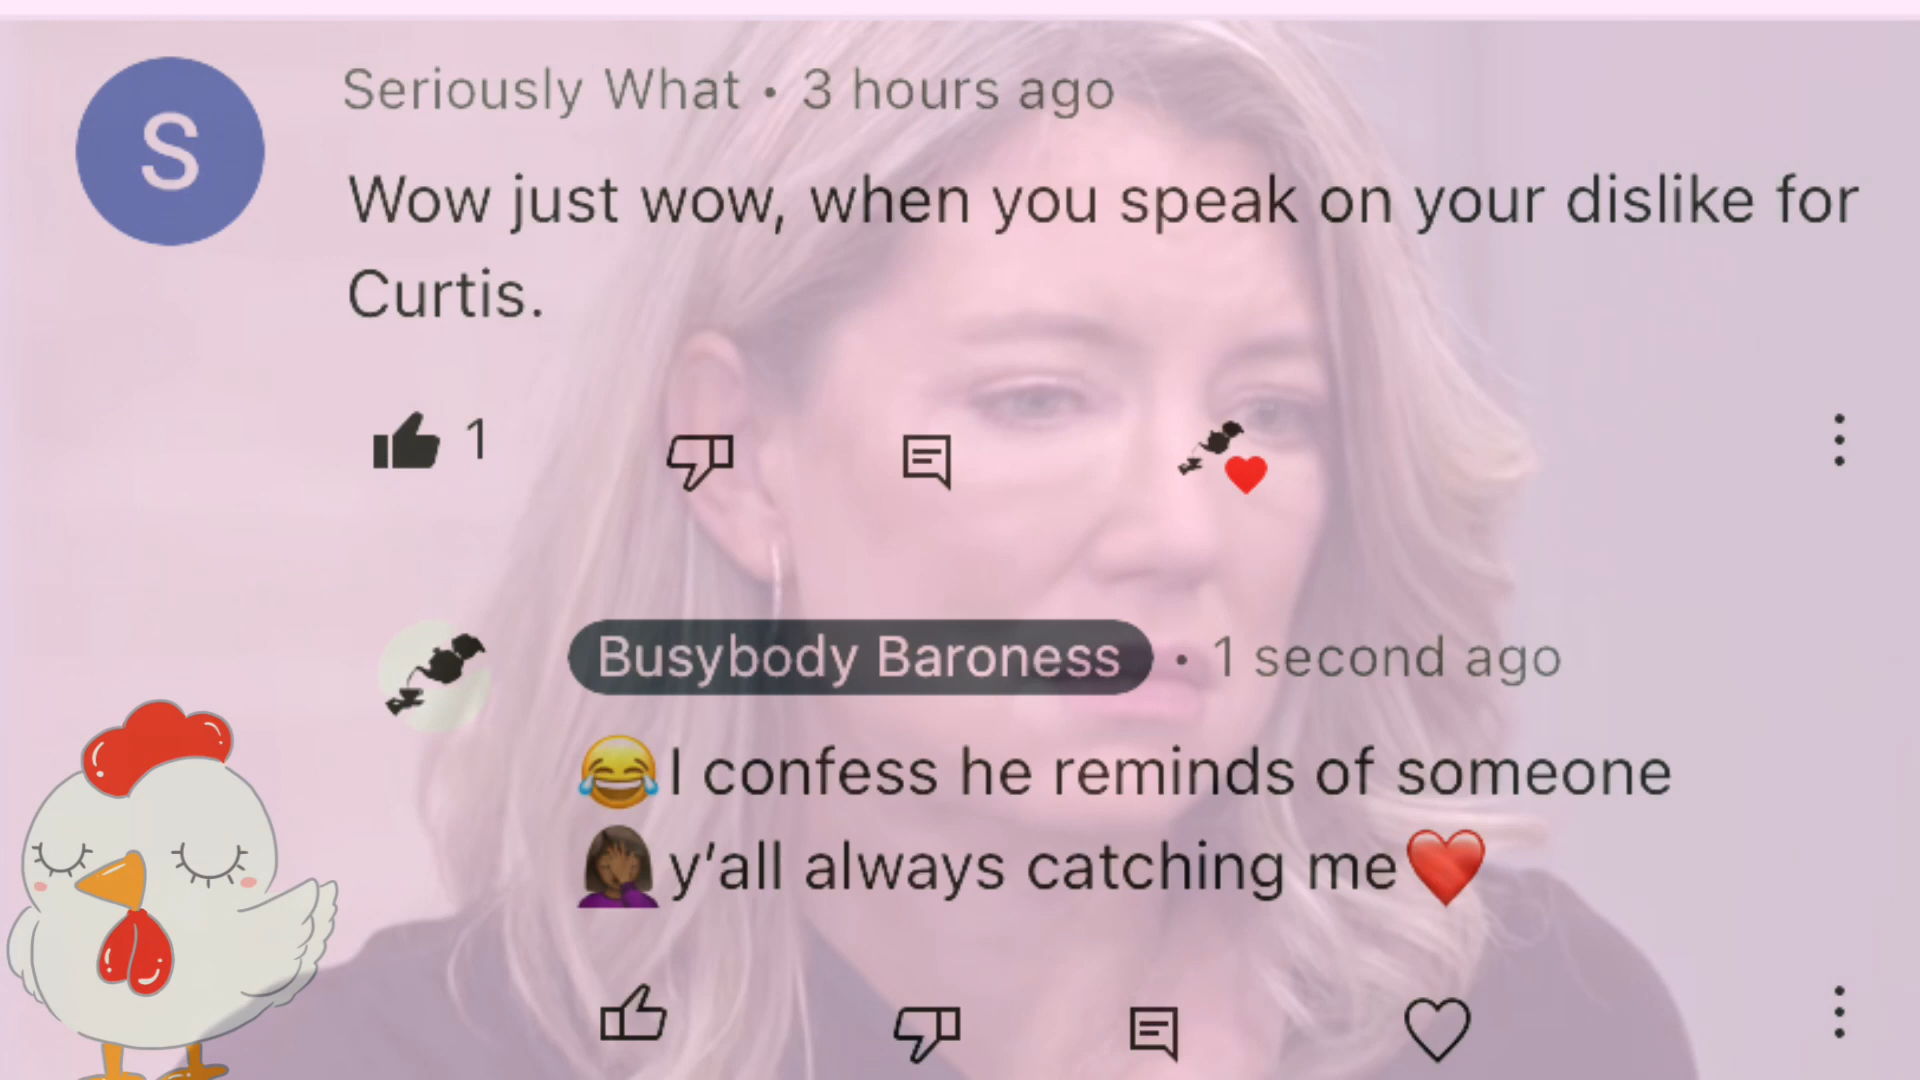 S
Seriously What • 3 hours ago
Wow just wow, when you speak on your dislike for
Curtis.
1
Busybody Baroness • 1 second ago
😂I confess he reminds of someone
🤦🏾‍♀️y'all always catching me❤️